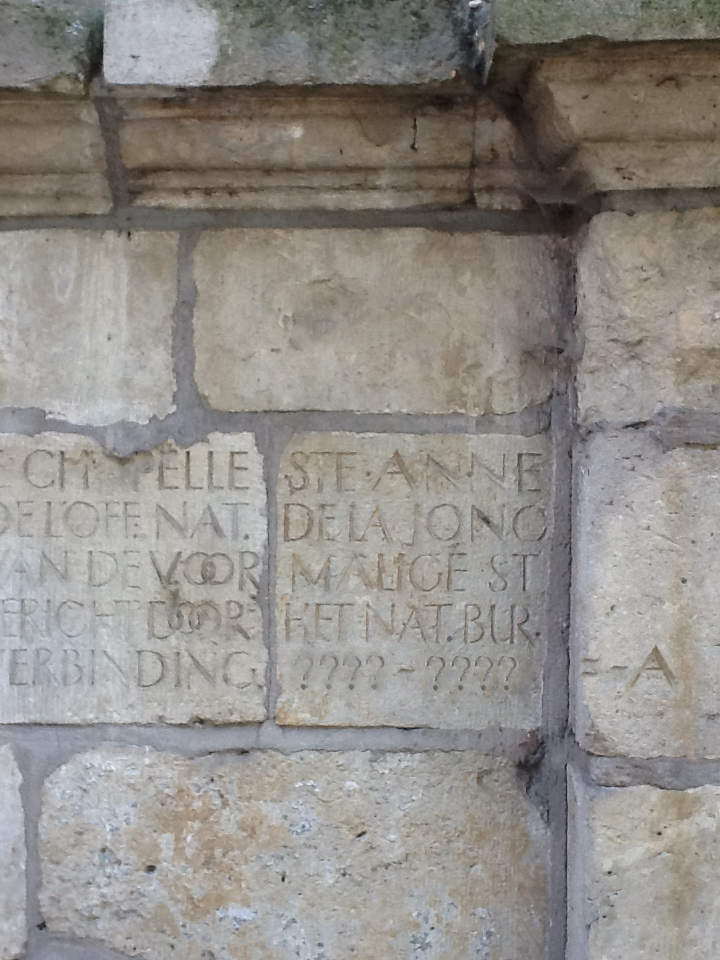 CHAPELLE STE·ANNE
DE L'OFF. NAT. DE LA JONC
VAN DE VOOR MALIGE ST
ERICHT DOOR HET NAT. BUR.
VERBINDING. ???? - ????
A